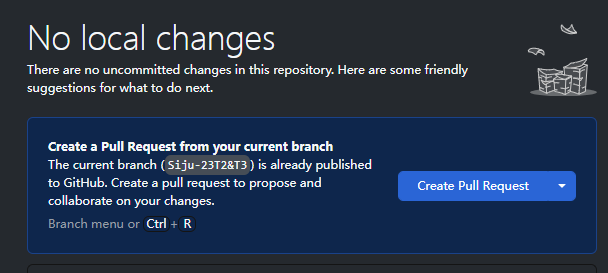 No local changes
There are no uncommitted changes in this repository. Here are some friendly
suggestions for what to do next.
Create a Pull Request from your current branch
The current branch (Siju-23T2&T3) is already published
to GitHub. Create a pull request to propose and
collaborate on your changes.
Create Pull Request
Branch menu or Ctrl + R